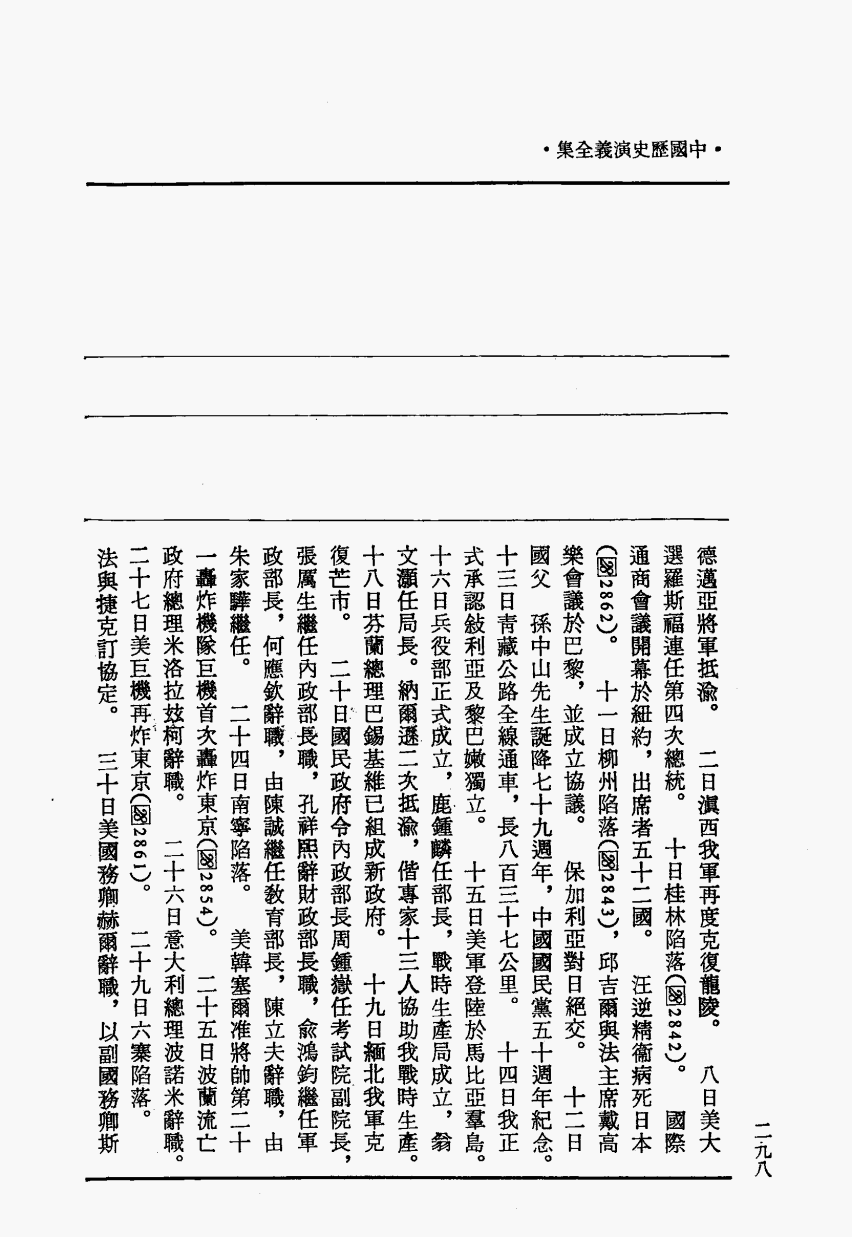 •中國歷史演義全集•
二九八
德邁亞將軍抵渝。　二日滇西我軍再度克復龍陵。　八日美大
選羅斯福連任第四次總統。　十日桂林陷落(圖2842)。　國際
通商會議開幕於紐約，出席者五十二國。　汪逆精衞病死日本
(圖2862)。　十一日柳州陷落(圖2843)，邱吉爾與法主席戴高
樂會議於巴黎，並成立協議。　保加利亞對日絕交。　十二日
國父　孫中山先生誕降七十九週年，中國國民黨五十週年紀念。
十三日青藏公路全線通車，長八百三十七公里。　十四日我正
式承認敍利亞及黎巴嫩獨立。　十五日美軍登陸於馬比亞羣島。
十六日兵役部正式成立，鹿鍾麟任部長，戰時生產局成立，翁
文灝任局長。納爾遜二次抵渝，偕專家十三人協助我戰時生產。
十八日芬蘭總理巴錫基維已組成新政府。　十九日緬北我軍克
復芒市。　二十日國民政府令內政部長周鍾嶽任考試院副院長，
張厲生繼任內政部長職，孔祥熙辭財政部長職，兪鴻鈞繼任軍
政部長，何應欽辭職，由陳誠繼任敎育部長，陳立夫辭職，由
朱家驊繼任。　二十四日南寧陷落。　美韓塞爾准將帥第二十
一轟炸機隊巨機首次轟炸東京(圖2854)。　二十五日波蘭流亡
政府總理米洛拉玆柯辭職。　二十六日意大利總理波諾米辭職。
二十七日美巨機再炸東京(圖2861)。　二十九日六寨陷落。
法與捷克訂協定。　三十日美國務卿赫爾辭職，以副國務卿斯